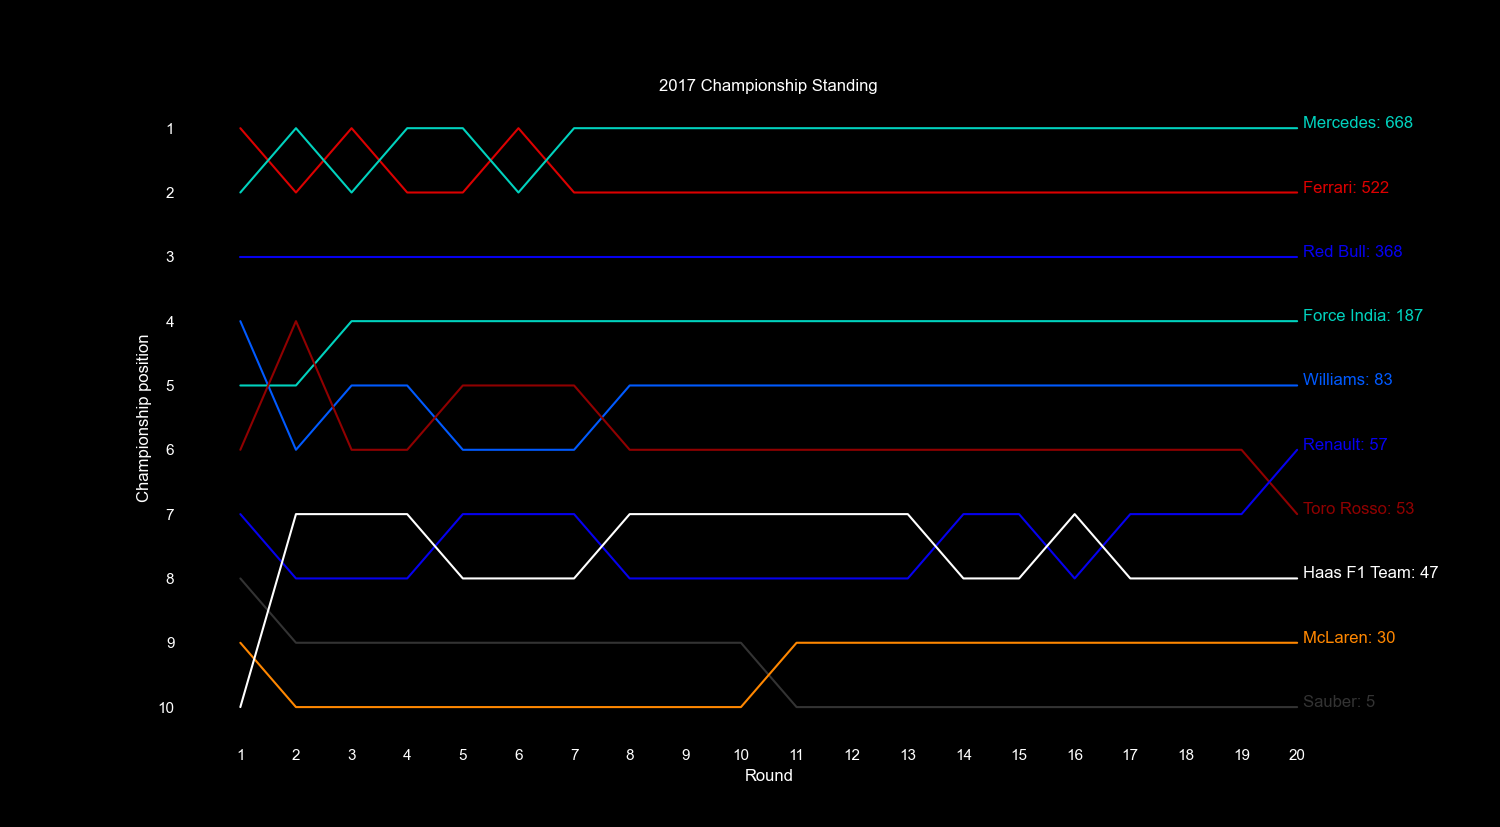 2017 Championship Standing
1
2
3
4
5
6
7
8
9
10
Championship position
Mercedes: 668
Ferrari: 522
Red Bull: 368
Force India: 187
Williams: 83
Renault: 57
Toro Rosso: 53
Haas F1 Team: 47
McLaren: 30
Sauber: 5
1 2 3 4 5 6 7 8 9 10 11 12 13 14 15 16 17 18 19 20
Round